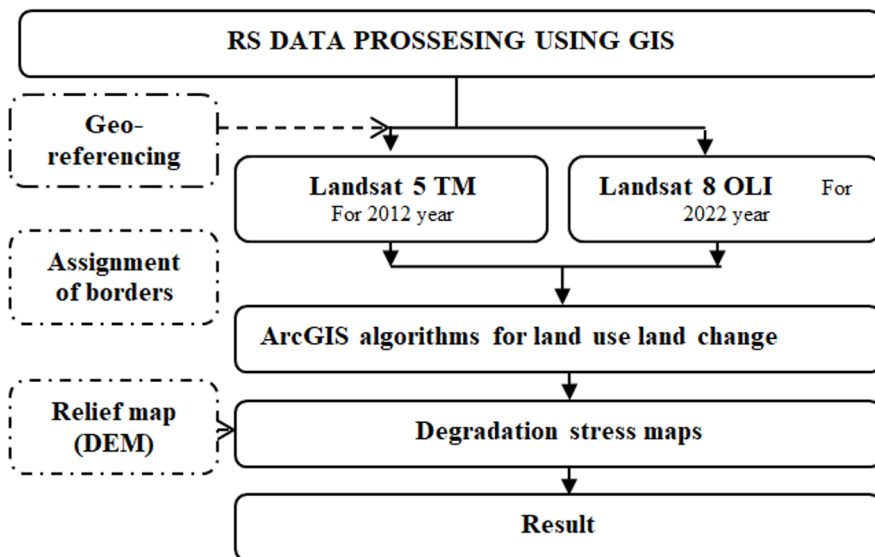 RS DATA PROSSESING USING GIS
Geo-
referencing
Landsat 5 TM
For 2012 year
Landsat 8 OLI For
2022 year
Assignment
of borders
ArcGIS algorithms for land use land change
Relief map
(DEM)
Degradation stress maps
Result